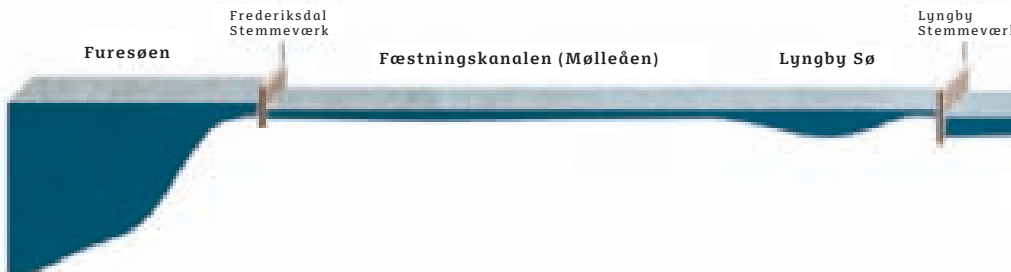 Frederiksdal
Stemmeværk
Furesøen
Fæstningskanalen (Mølleåen)
Lyngby Sø
Lyngby
Stemmeværk